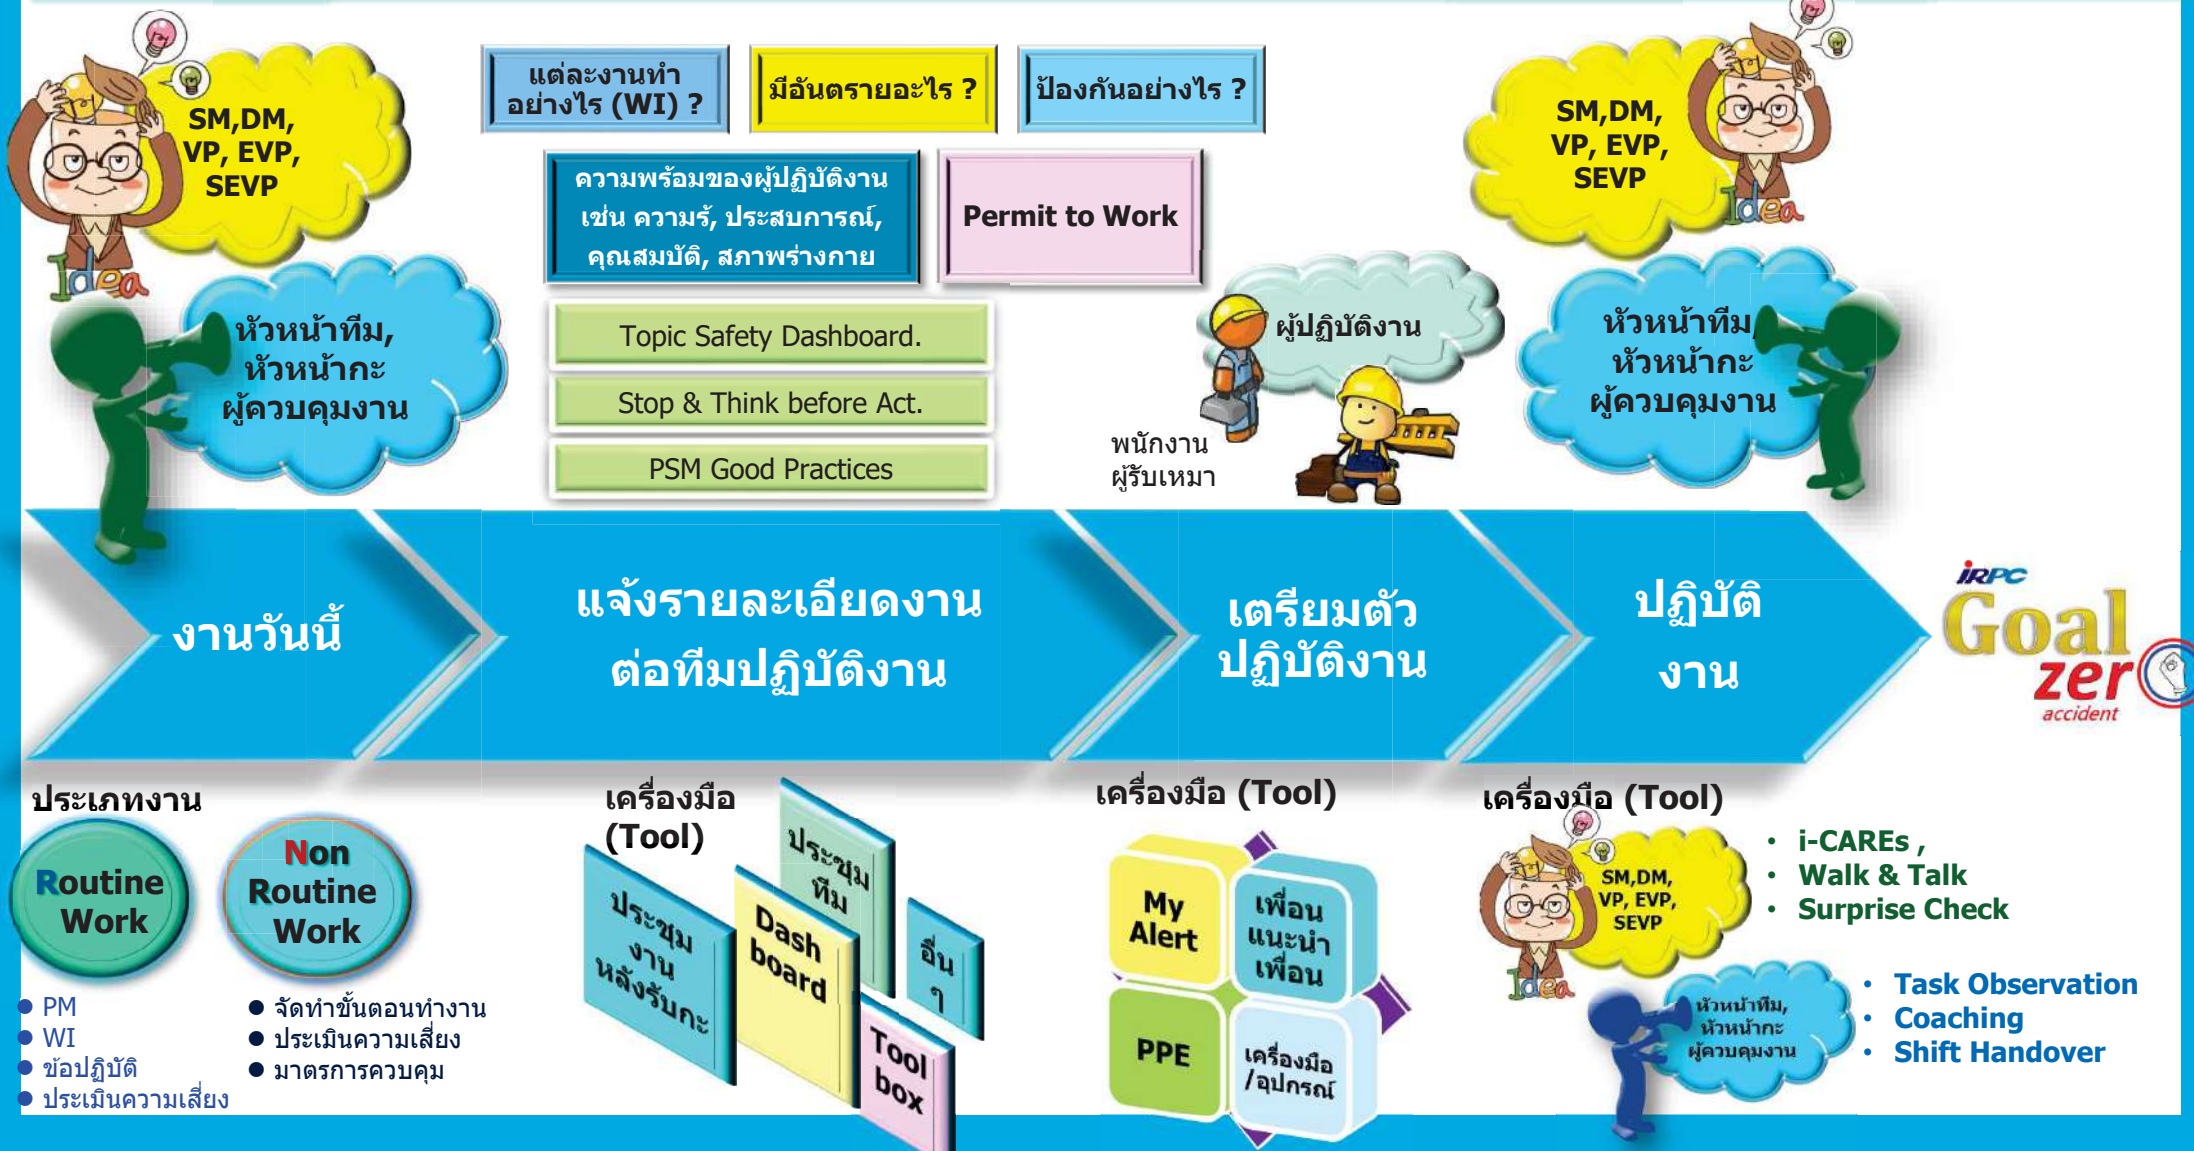 SM,DM,
VP, EVP,
SEVP
Idea
หัวหน้าทีม,
หัวหน้ากะ
ผู้ควบคุมงาน
แต่ละงานทำ
อย่างไร (WI) ?
มีอันตรายอะไร ?
ป้องกันอย่างไร ?
ความพร้อมของผู้ปฏิบัติงาน
เช่น ความรู้, ประสบการณ์,
คุณสมบัติ, สภาพร่างกาย
Permit to Work
Topic Safety Dashboard.
Stop & Think before Act.
PSM Good Practices
ผู้ปฏิบัติงาน
พนักงาน
ผู้รับเหมา
SM,DM,
VP, EVP,
SEVP
Idea
หัวหน้าทีม,
หัวหน้ากะ
ผู้ควบคุมงาน
งานวันนี้
แจ้งรายละเอียดงาน
ต่อทีมปฏิบัติงาน
เตรียมตัว
ปฏิบัติงาน
ปฏิบัติ
งาน
iRPC
Goal
zero
accident
ประเภทงาน
Routine
Work
Non
Routine
Work
● PM
● WI
● ข้อปฏิบัติ
● ประเมินความเสี่ยง
● จัดทำขั้นตอนทำงาน
● ประเมินความเสี่ยง
● มาตรการควบคุม
เครื่องมือ
(Tool)
ประชุม
งาน
หลังรับกะ
Dash
board
ประชุม
ทีม
Tool
box
อื่น
ๆ
เครื่องมือ (Tool)
My
Alert
เพื่อน
แนะนำ
เพื่อน
PPE
เครื่องมือ
/อุปกรณ์
เครื่องมือ (Tool)
SM,DM,
VP, EVP,
SEVP
Idea
• i-CAREs ,
• Walk & Talk
• Surprise Check
หัวหน้าทีม,
หัวหน้ากะ
ผู้ควบคุมงาน
• Task Observation
• Coaching
• Shift Handover